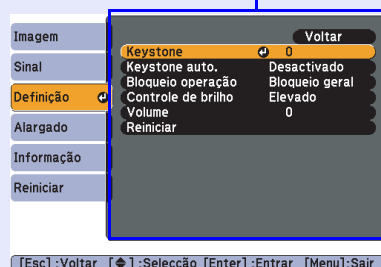 Imagem
Sinal
Definição
Alargado
Informação
Reiniciar
Voltar
Keystone 0
Keystone auto. Desactivado
Bloqueio operação Bloqueio geral
Controle de brilho Elevado
Volume 0
Reiniciar
[Esc] :Voltar [◆] :Selecção [Enter] :Entrar [Menu] :Sair